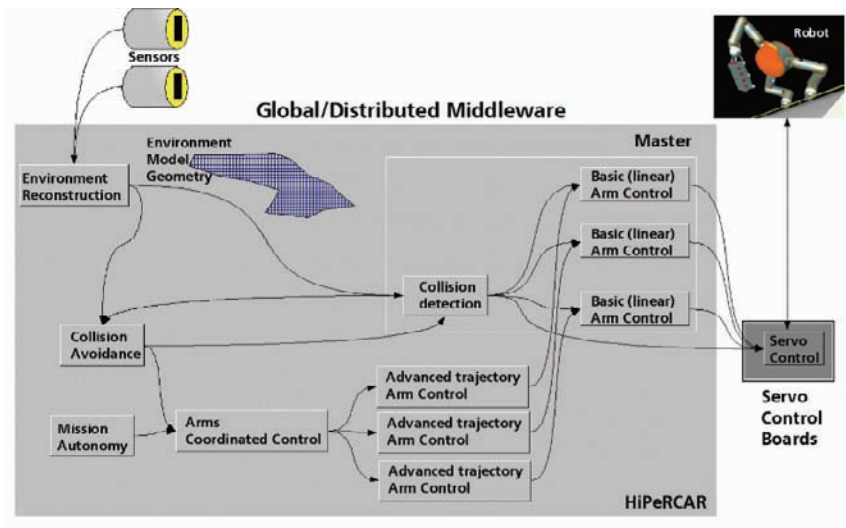 Sensors
Robot
Global/Distributed Middleware
Master
Environment
Model
Geometry
Environment
Reconstruction
Basic (linear)
Arm Control
Basic (linear)
Arm Control
Collision
detection
Basic (linear)
Arm Control
Collision
Avoidance
Servo
Control
Advanced trajectory
Arm Control
Mission
Autonomy
Arms
Coordinated Control
Advanced trajectory
Arm Control
Advanced trajectory
Arm Control
Servo
Control
Boards
HiPeRCAR